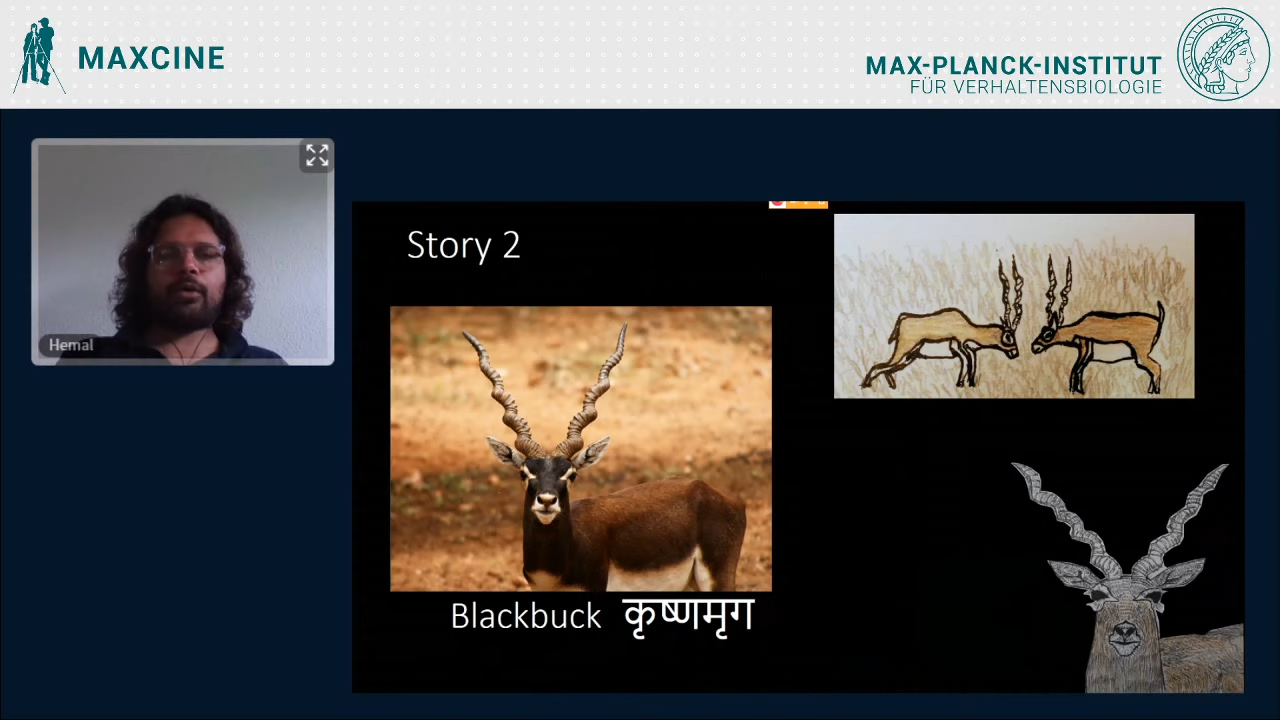 MAXCINE
MAX-PLANCK-INSTITUT
FÜR VERHALTENSBIOLOGIE
Hemal
Story 2
Blackbuck कृष्णमृग